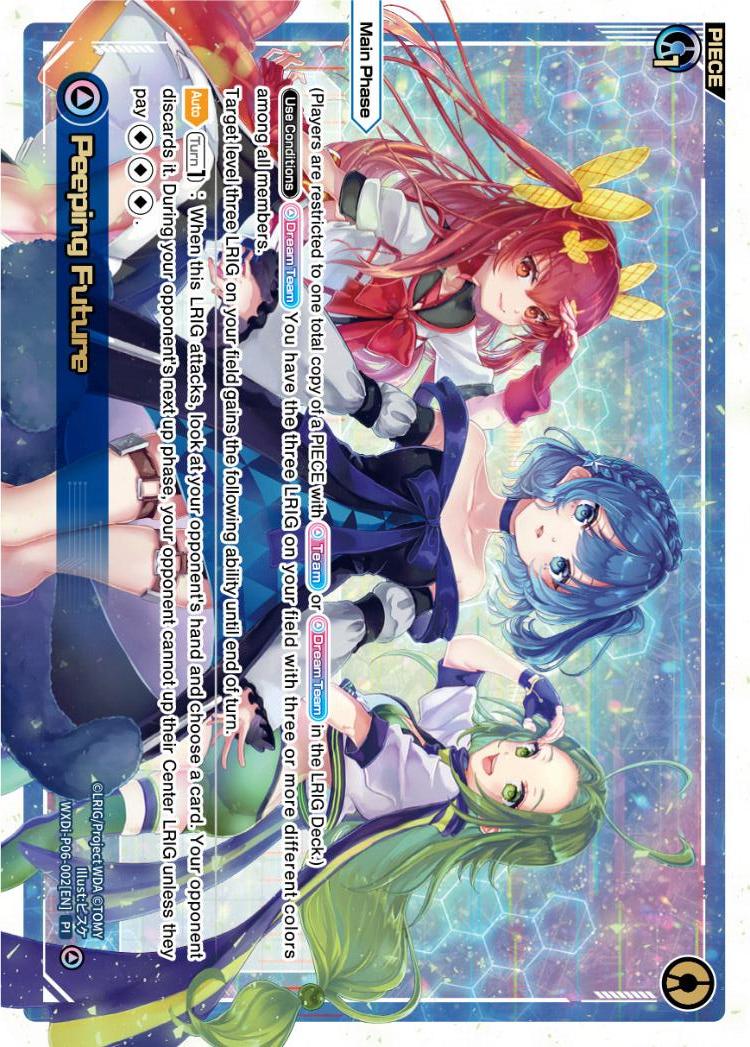 PIECE
1
Main Phase
(Players are restricted to one total copy of a PIECE with Team or Dream Team in the LRIG Deck.)
Use Conditions Dream Team You have the three LRIG on your field with three or more different colors
among all members.
Target level three LRIG on your field gains the following ability until end of turn.
Auto Turn 1 : When this LRIG attacks, look at your opponent's hand and choose a card. Your opponent
discards it. During your opponent's next up phase, your opponent cannot up their Center LRIG unless they
pay ◆ ◆ ◆.
Peeping Future
©LRIG/Project WDA ©TOMY
Illust:ビスケ
WXDi-P06-002[EN] PI